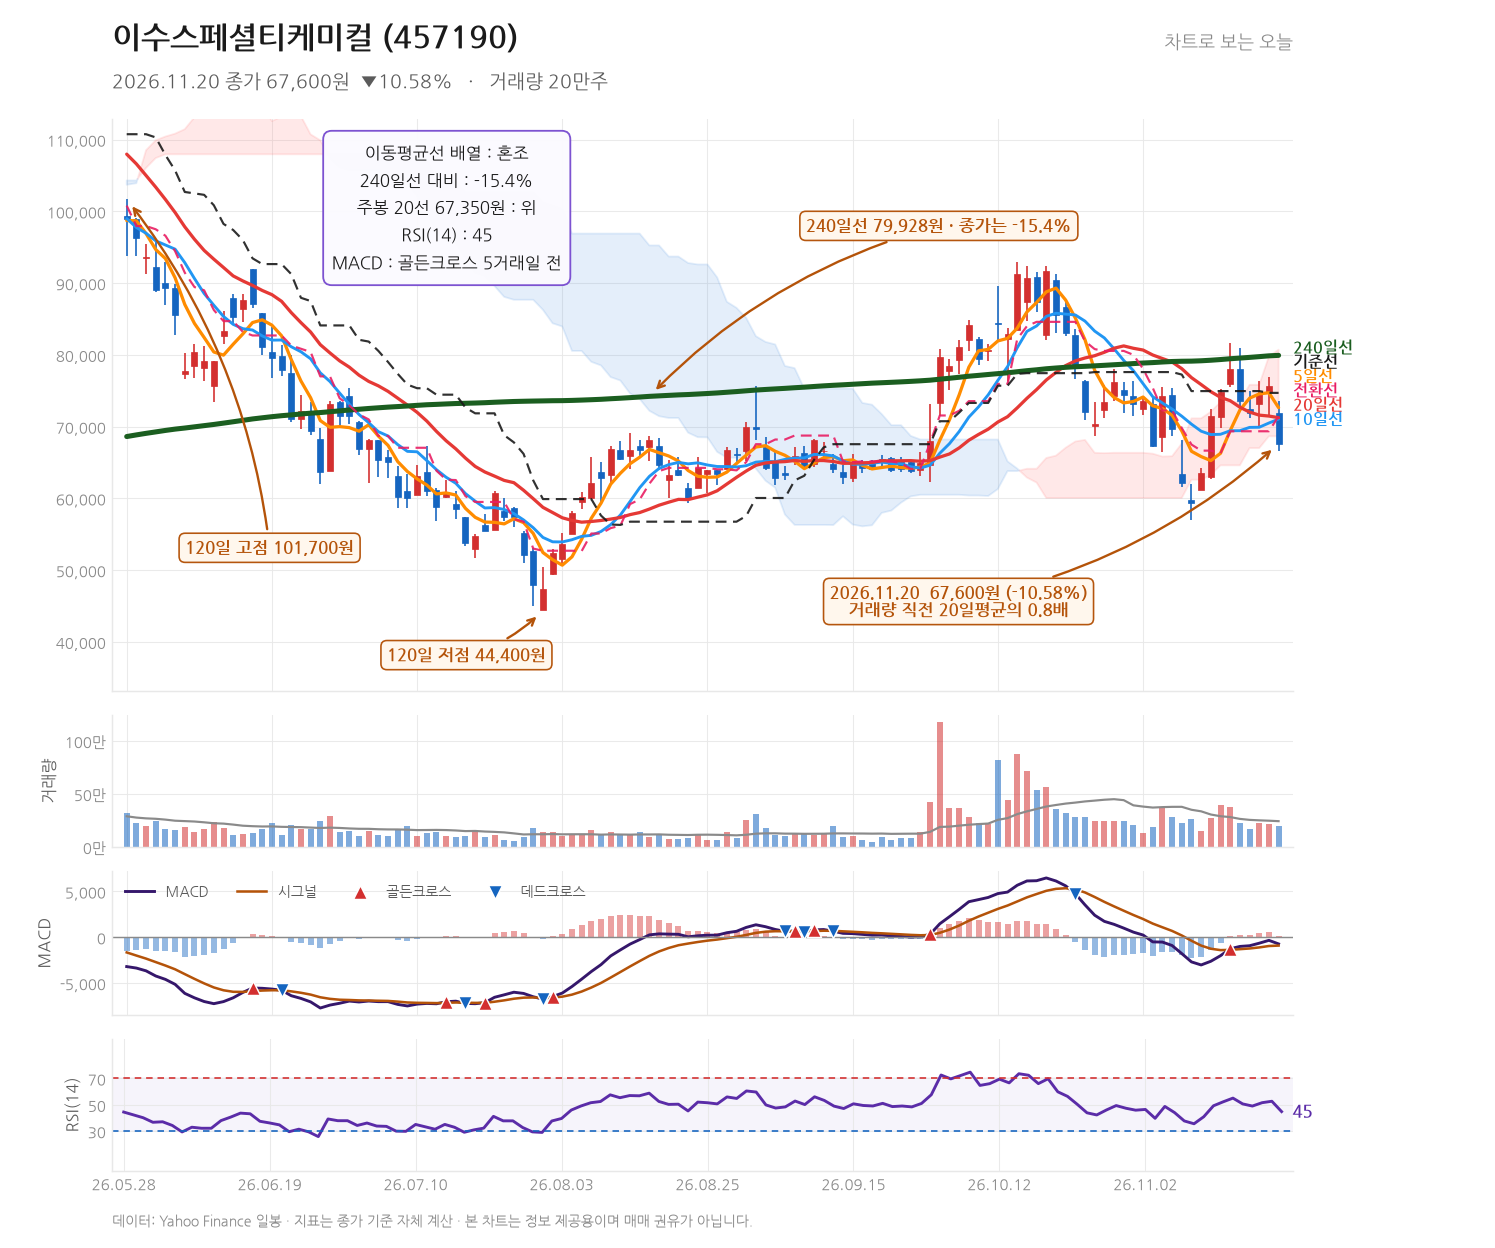 이수스페셜티케미컬 (457190)
차트로 보는 오늘
2026.11.20 종가 67,600원 ▼10.58% · 거래량 20만주
110,000
100,000
90,000
80,000
70,000
60,000
50,000
40,000
이동평균선 배열 : 혼조
240일선 대비 : -15.4%
주봉 20선 67,350원 : 위
RSI(14) : 45
MACD : 골든크로스 5거래일 전
240일선 79,928원 · 종가는 -15.4%
240일선
기준선
5일선
전환선
20일선
10일선
120일 고점 101,700원
2026.11.20 67,600원 (-10.58%)
거래량 직전 20일평균의 0.8배
120일 저점 44,400원
거래량
100만
50만
0만
MACD
5,000
0
-5,000
MACD
시그널
골든크로스
데드크로스
RSI(14)
70
50
30
45
26.05.28
26.06.19
26.07.10
26.08.03
26.08.25
26.09.15
26.10.12
26.11.02
데이터: Yahoo Finance 일봉 · 지표는 종가 기준 자체 계산 · 본 차트는 정보 제공용이며 매매 권유가 아닙니다.